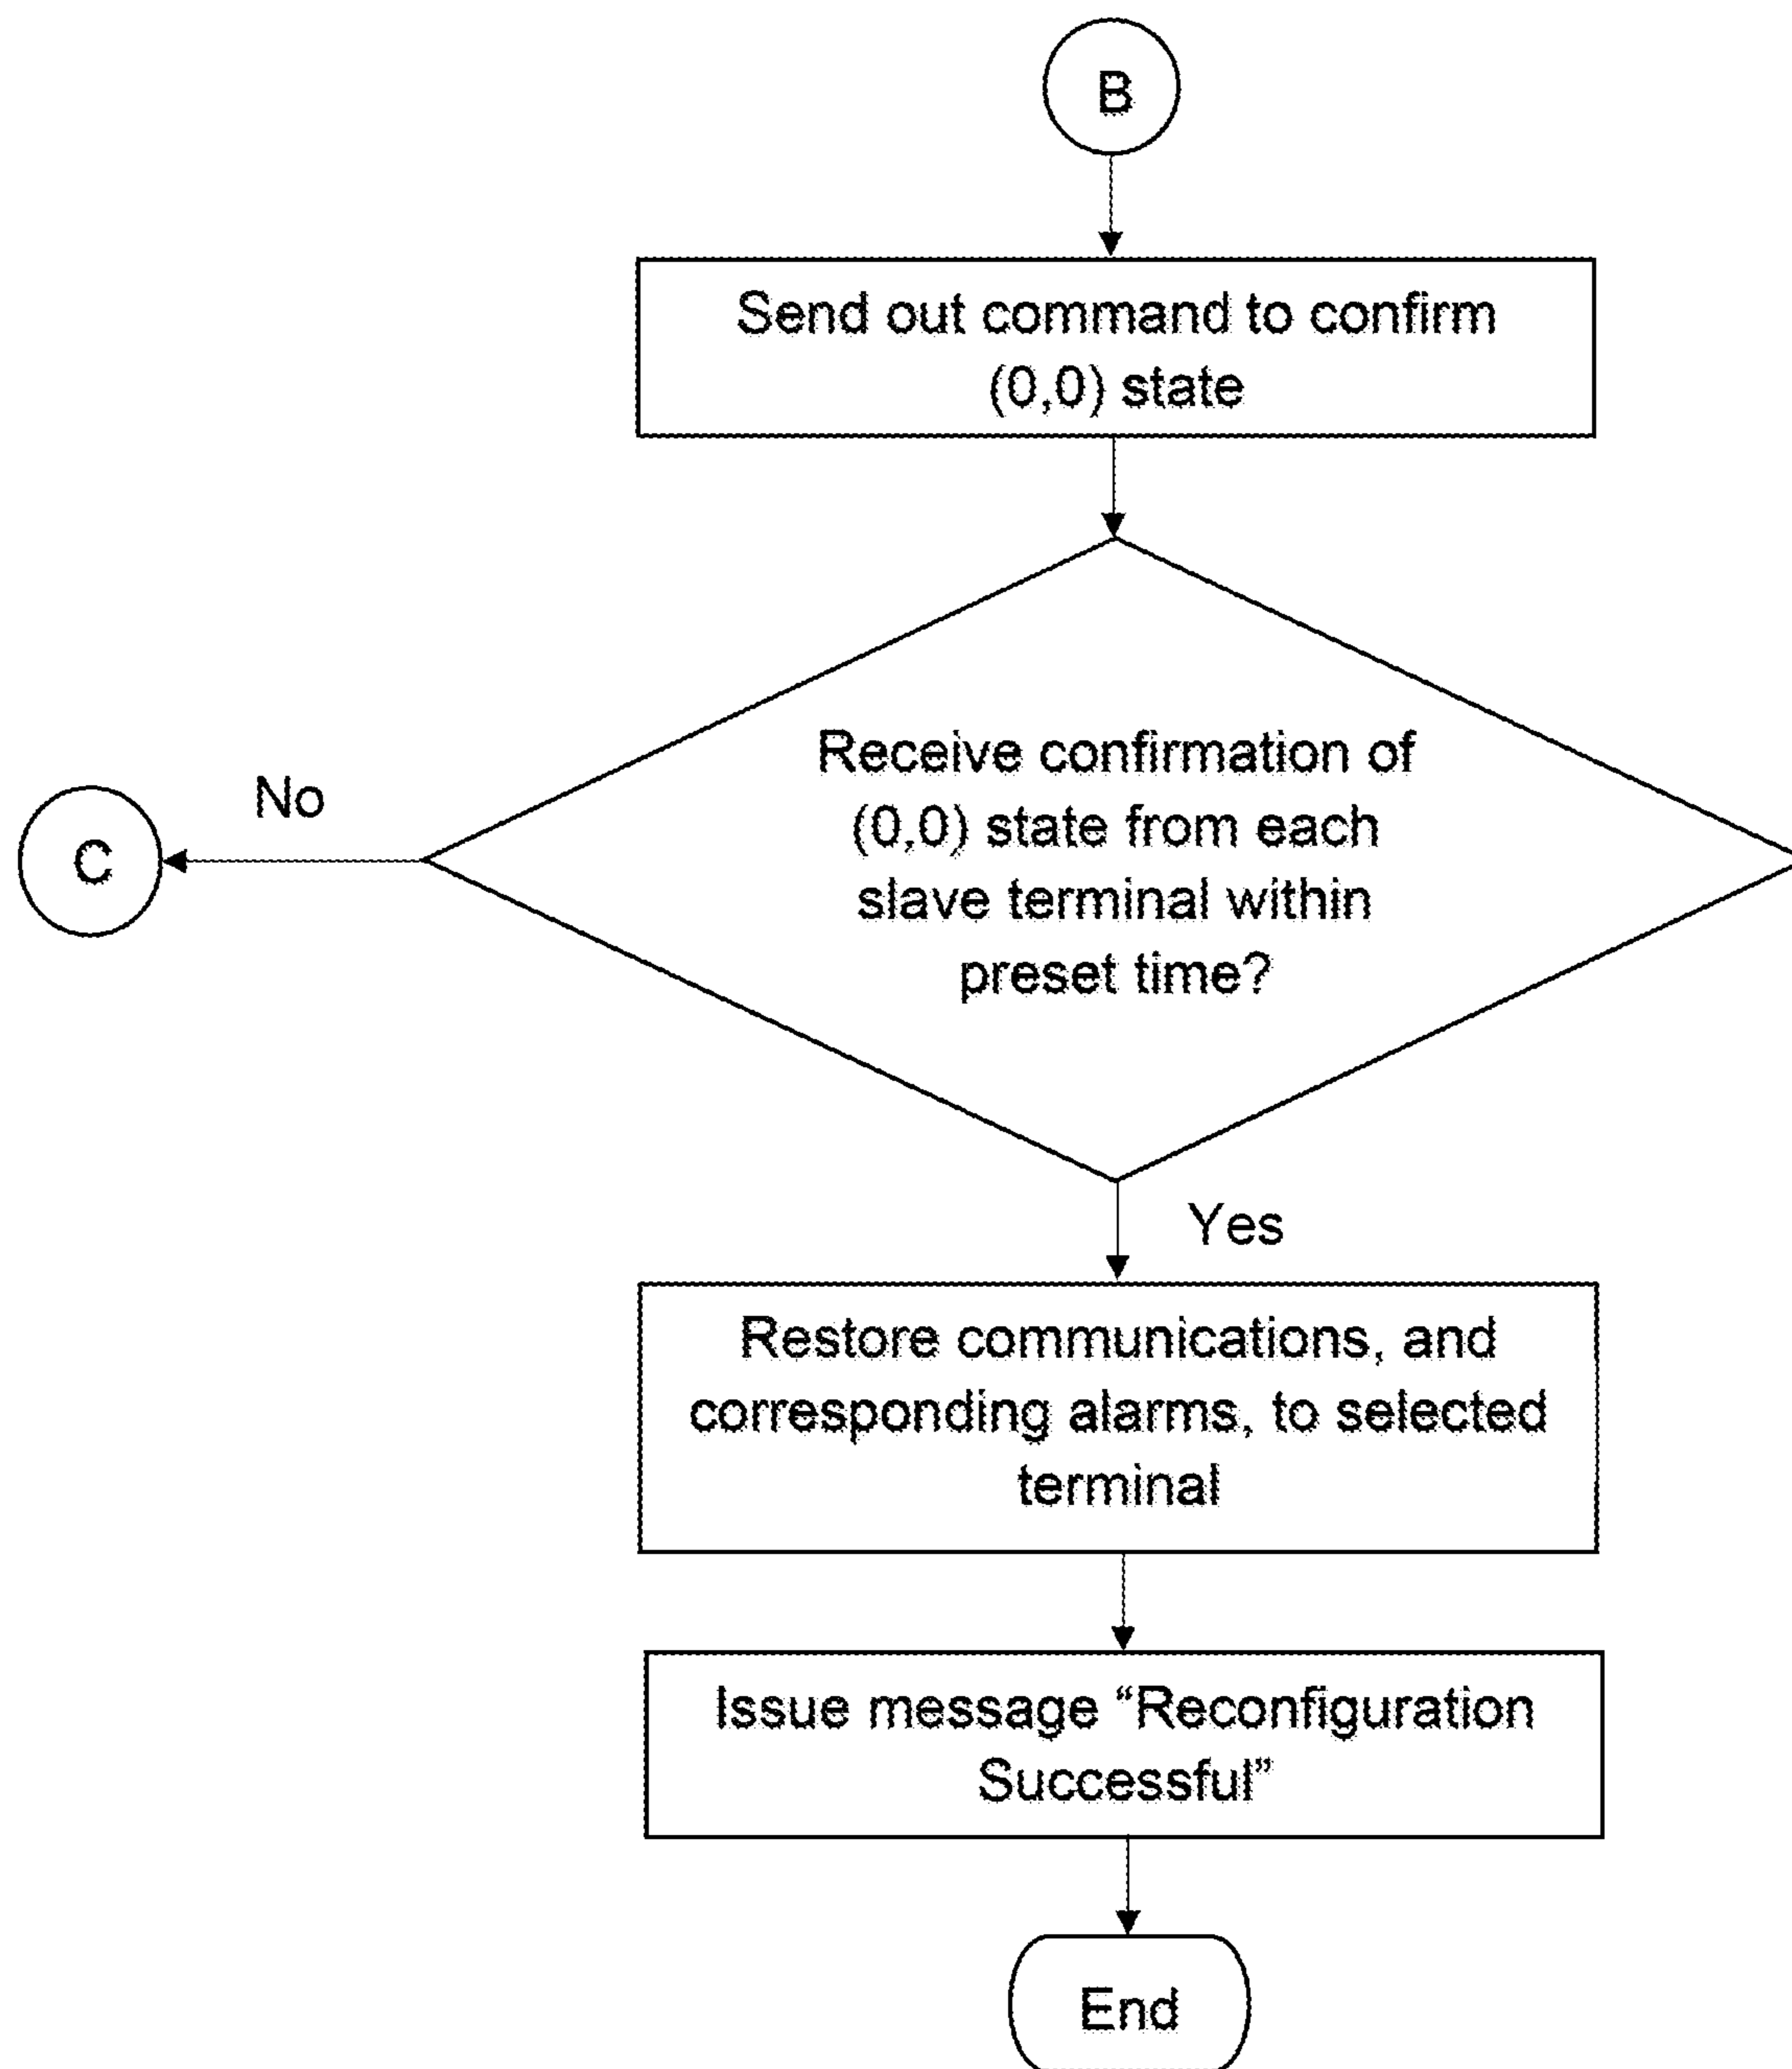 B
Send out command to confirm
(0,0) state
Receive confirmation of
(0,0) state from each
slave terminal within
preset time?
No
C
Yes
Restore communications, and
corresponding alarms, to selected
terminal
Issue message “Reconfiguration
Successful”
End